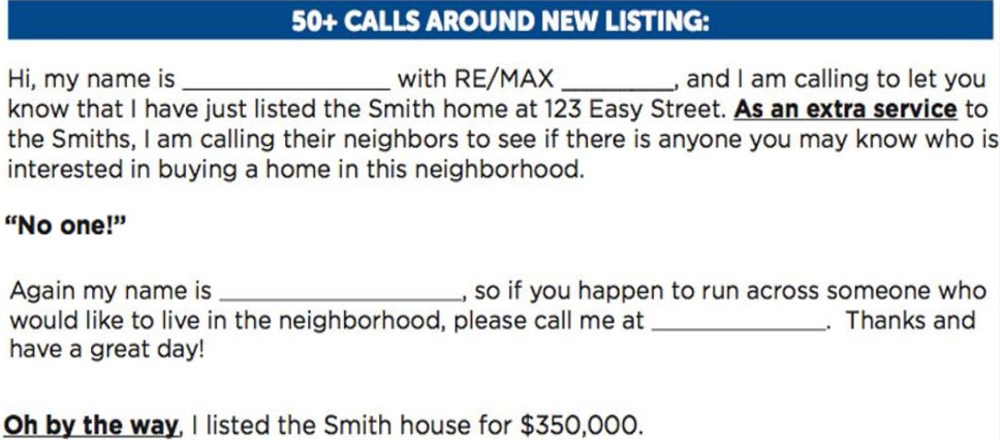 50+ CALLS AROUND NEW LISTING:
Hi, my name is ________________ with RE/MAX _________, and I am calling to let you
know that I have just listed the Smith home at 123 Easy Street. As an extra service to
the Smiths, I am calling their neighbors to see if there is anyone you may know who is
interested in buying a home in this neighborhood.
“No one!”
Again my name is ___________________, so if you happen to run across someone who
would like to live in the neighborhood, please call me at ______________. Thanks and
have a great day!
Oh by the way, I listed the Smith house for $350,000.